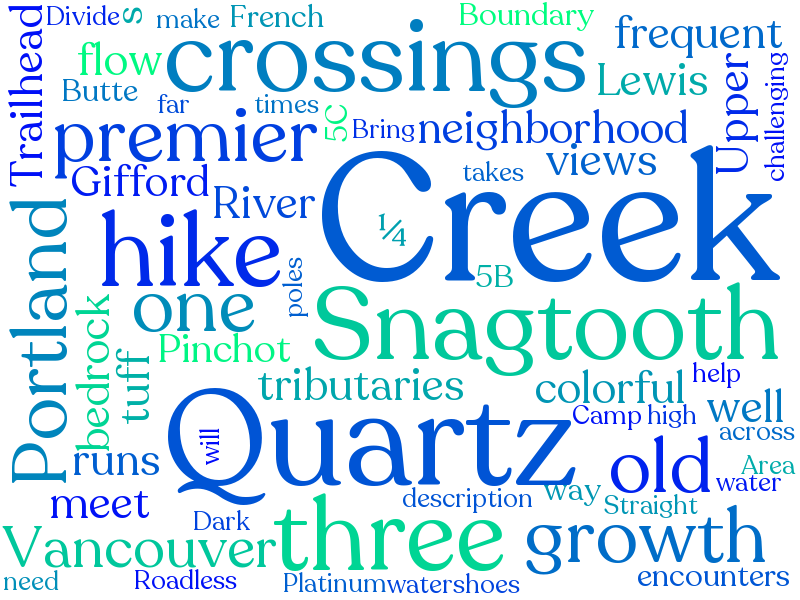 Divide
s
make
French
Boundary
Trailhead
flow
crossings
frequent
Butte
far
times
5C
Lewis
Upper
challenging
premier
Bring
neighborhood
Gifford
River
takes
views
Creek
¼
Portland
hike
poles
5B
one
Snagtooth
bedrock
Pinchot
tuff
tributaries
colorful
help
Quartz
will
Camp
high
well
across
runs
old
Area
water
meet
description
way
Straight
Dark
three
growth
Vancouver
need
Roadless
Platinum
watershoes
encounters